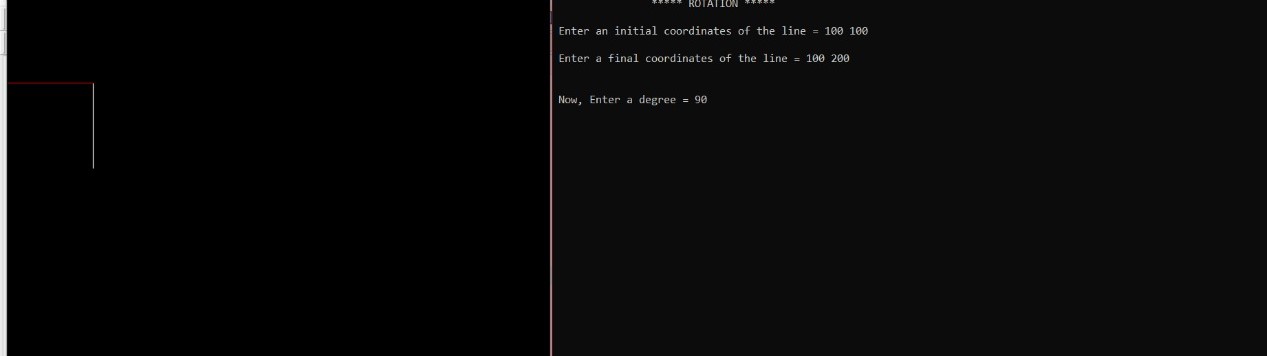 ***** ROTATION *****
Enter an initial coordinates of the line = 100 100
Enter a final coordinates of the line = 100 200
Now, Enter a degree = 90